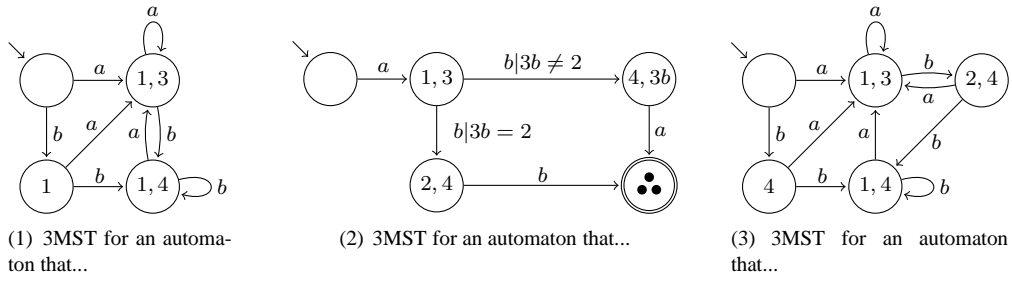 a
a
1, 3
b
a
a
b
1
b
1, 4
b
(1) 3MST for an automa-
ton that...
a
1, 3
b|3b ≠ 2
4, 3b
b|3b = 2
a
2, 4
b
(2) 3MST for an automaton that...
a
a
1, 3
b
a
2, 4
b
a
a
b
4
b
1, 4
b
(3) 3MST for an automaton
that...